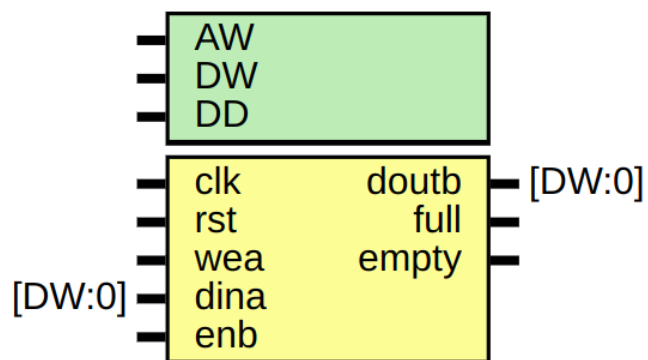 AW
DW
DD
clk doutb [DW:0]
rst full
wea empty
[DW:0] dina
enb